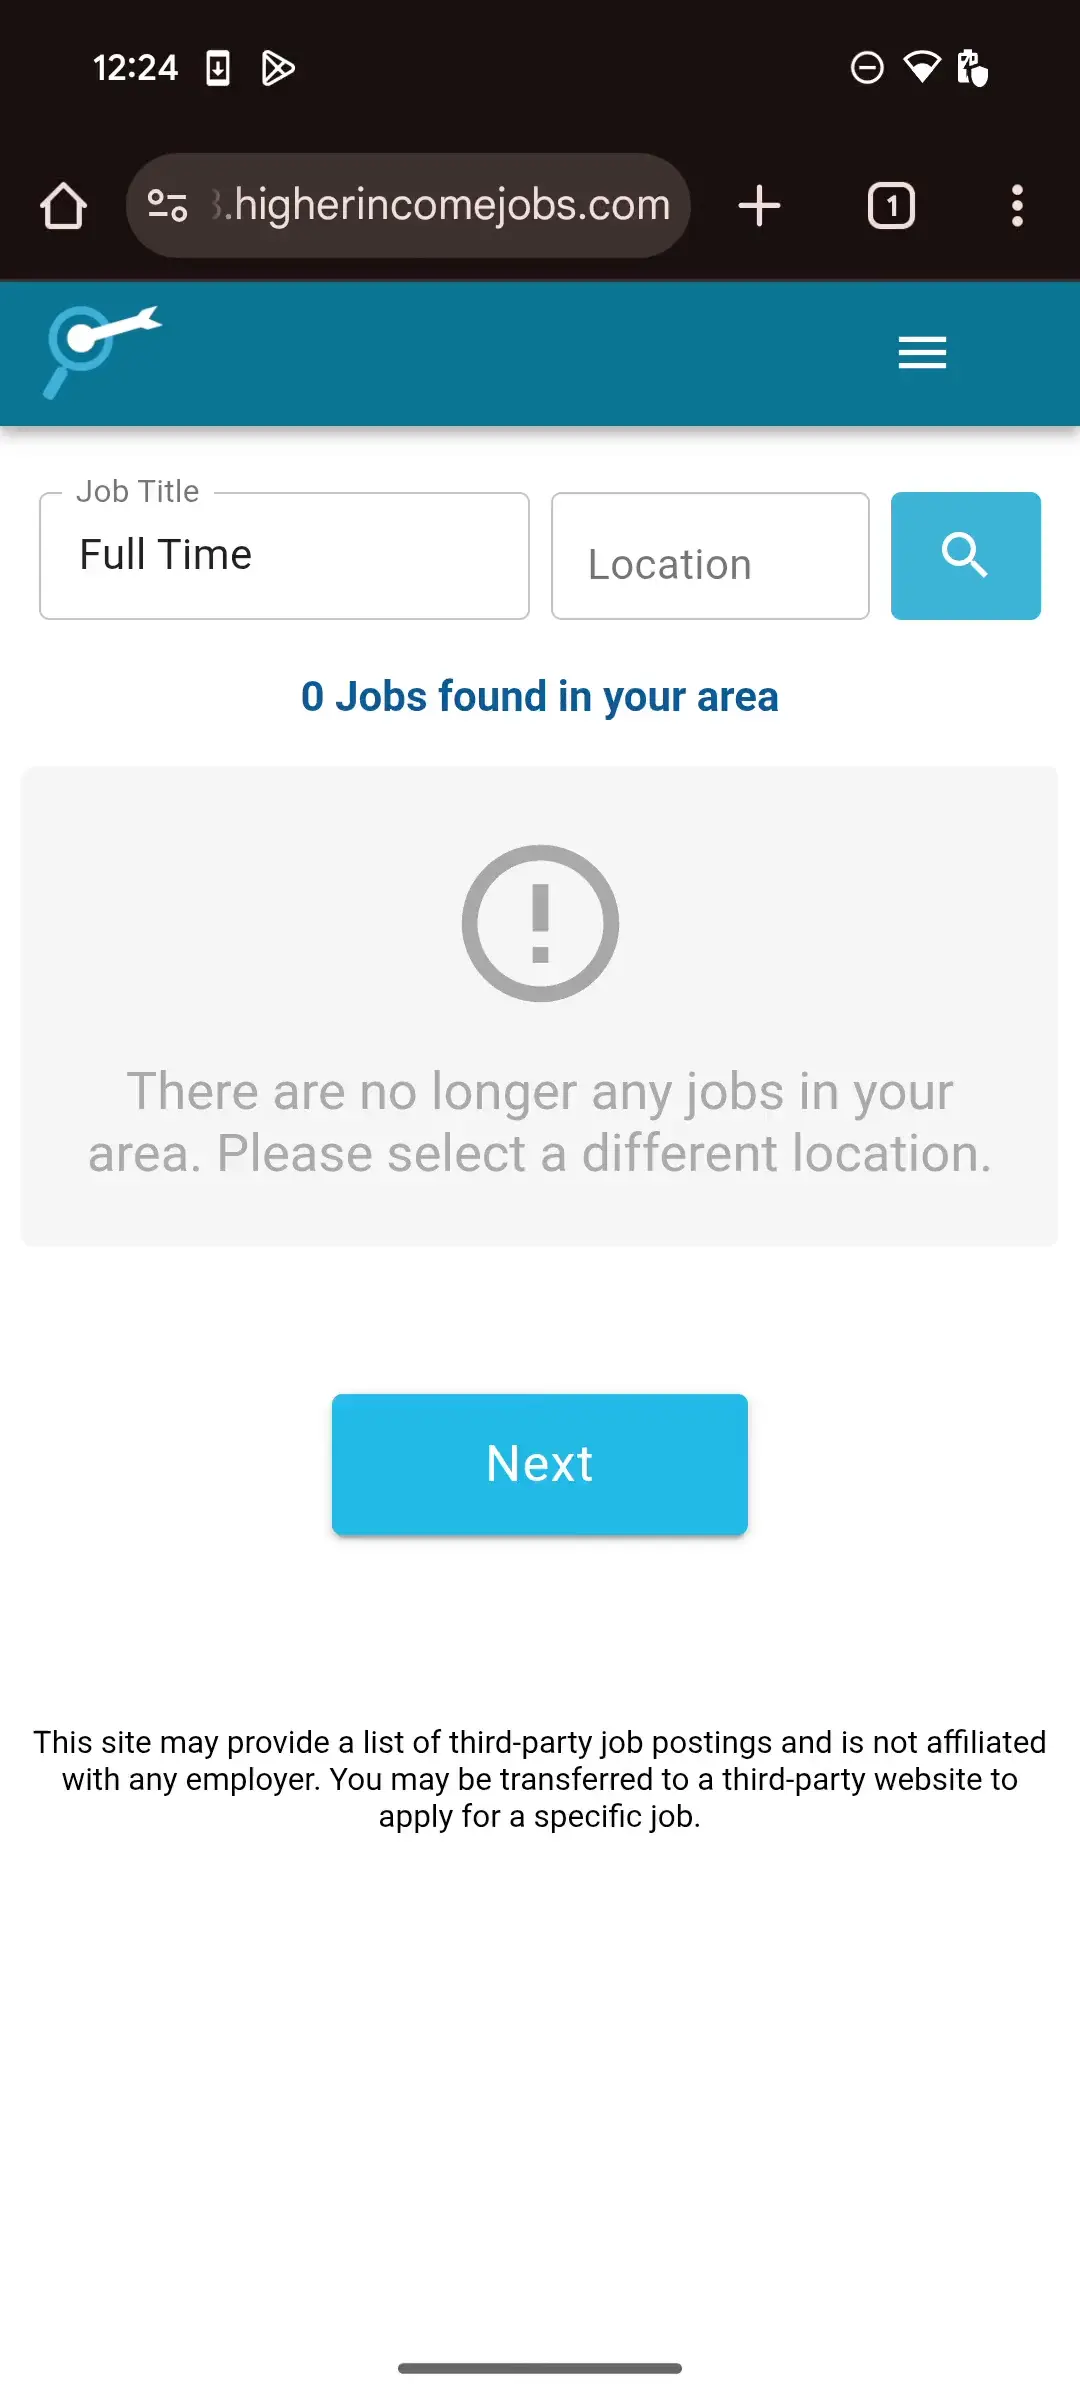 12:24
.higherincomejobs.com
1
Job Title
Full Time
Location
0 Jobs found in your area
There are no longer any jobs in your
area. Please select a different location.
Next
This site may provide a list of third-party job postings and is not affiliated
with any employer. You may be transferred to a third-party website to
apply for a specific job.